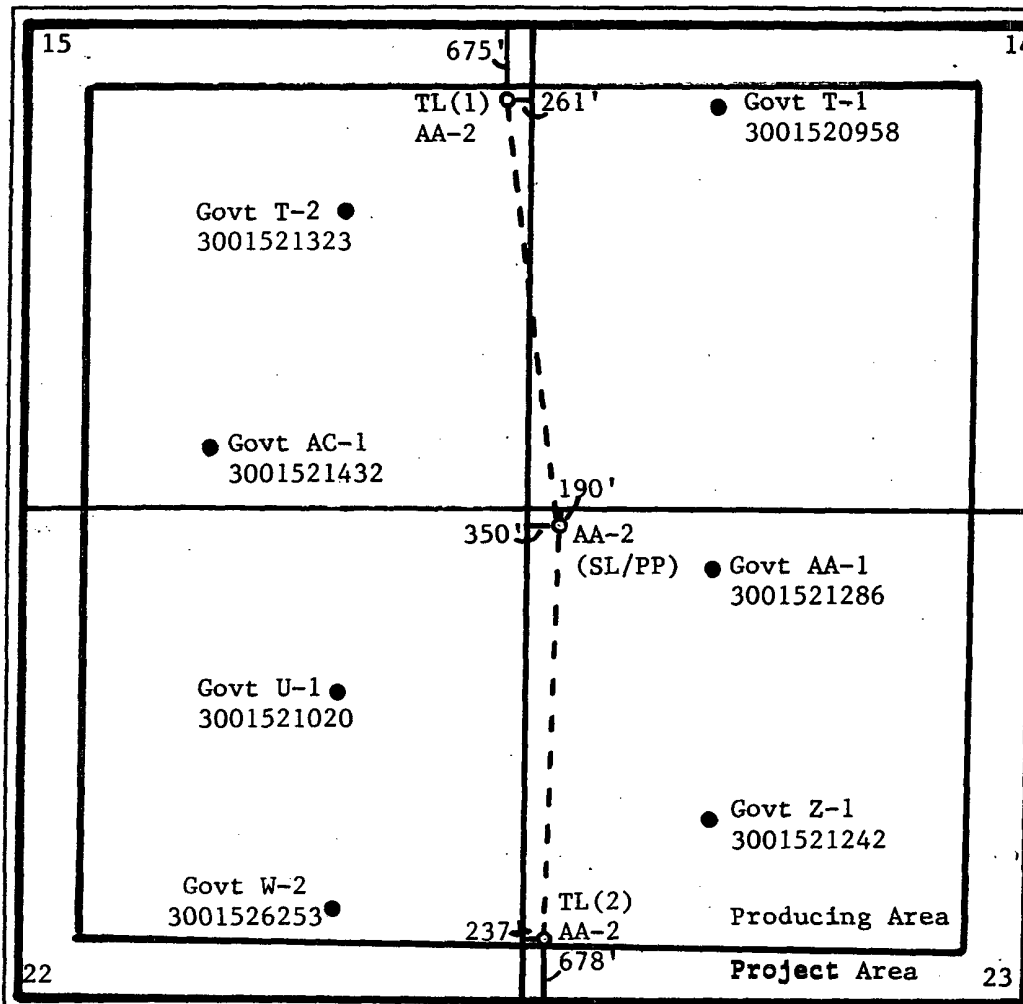 15
14
675'
TL(1)
AA-2
261'
Govt T-1
3001520958
Govt T-2
3001521323
Govt AC-1
3001521432
190'
350'
AA-2
(SL/PP)
Govt AA-1
3001521286
Govt U-1
3001521020
Govt Z-1
3001521242
Govt W-2
3001526253
TL(2)
AA-2
237
678'
Producing Area
Project Area
22
23